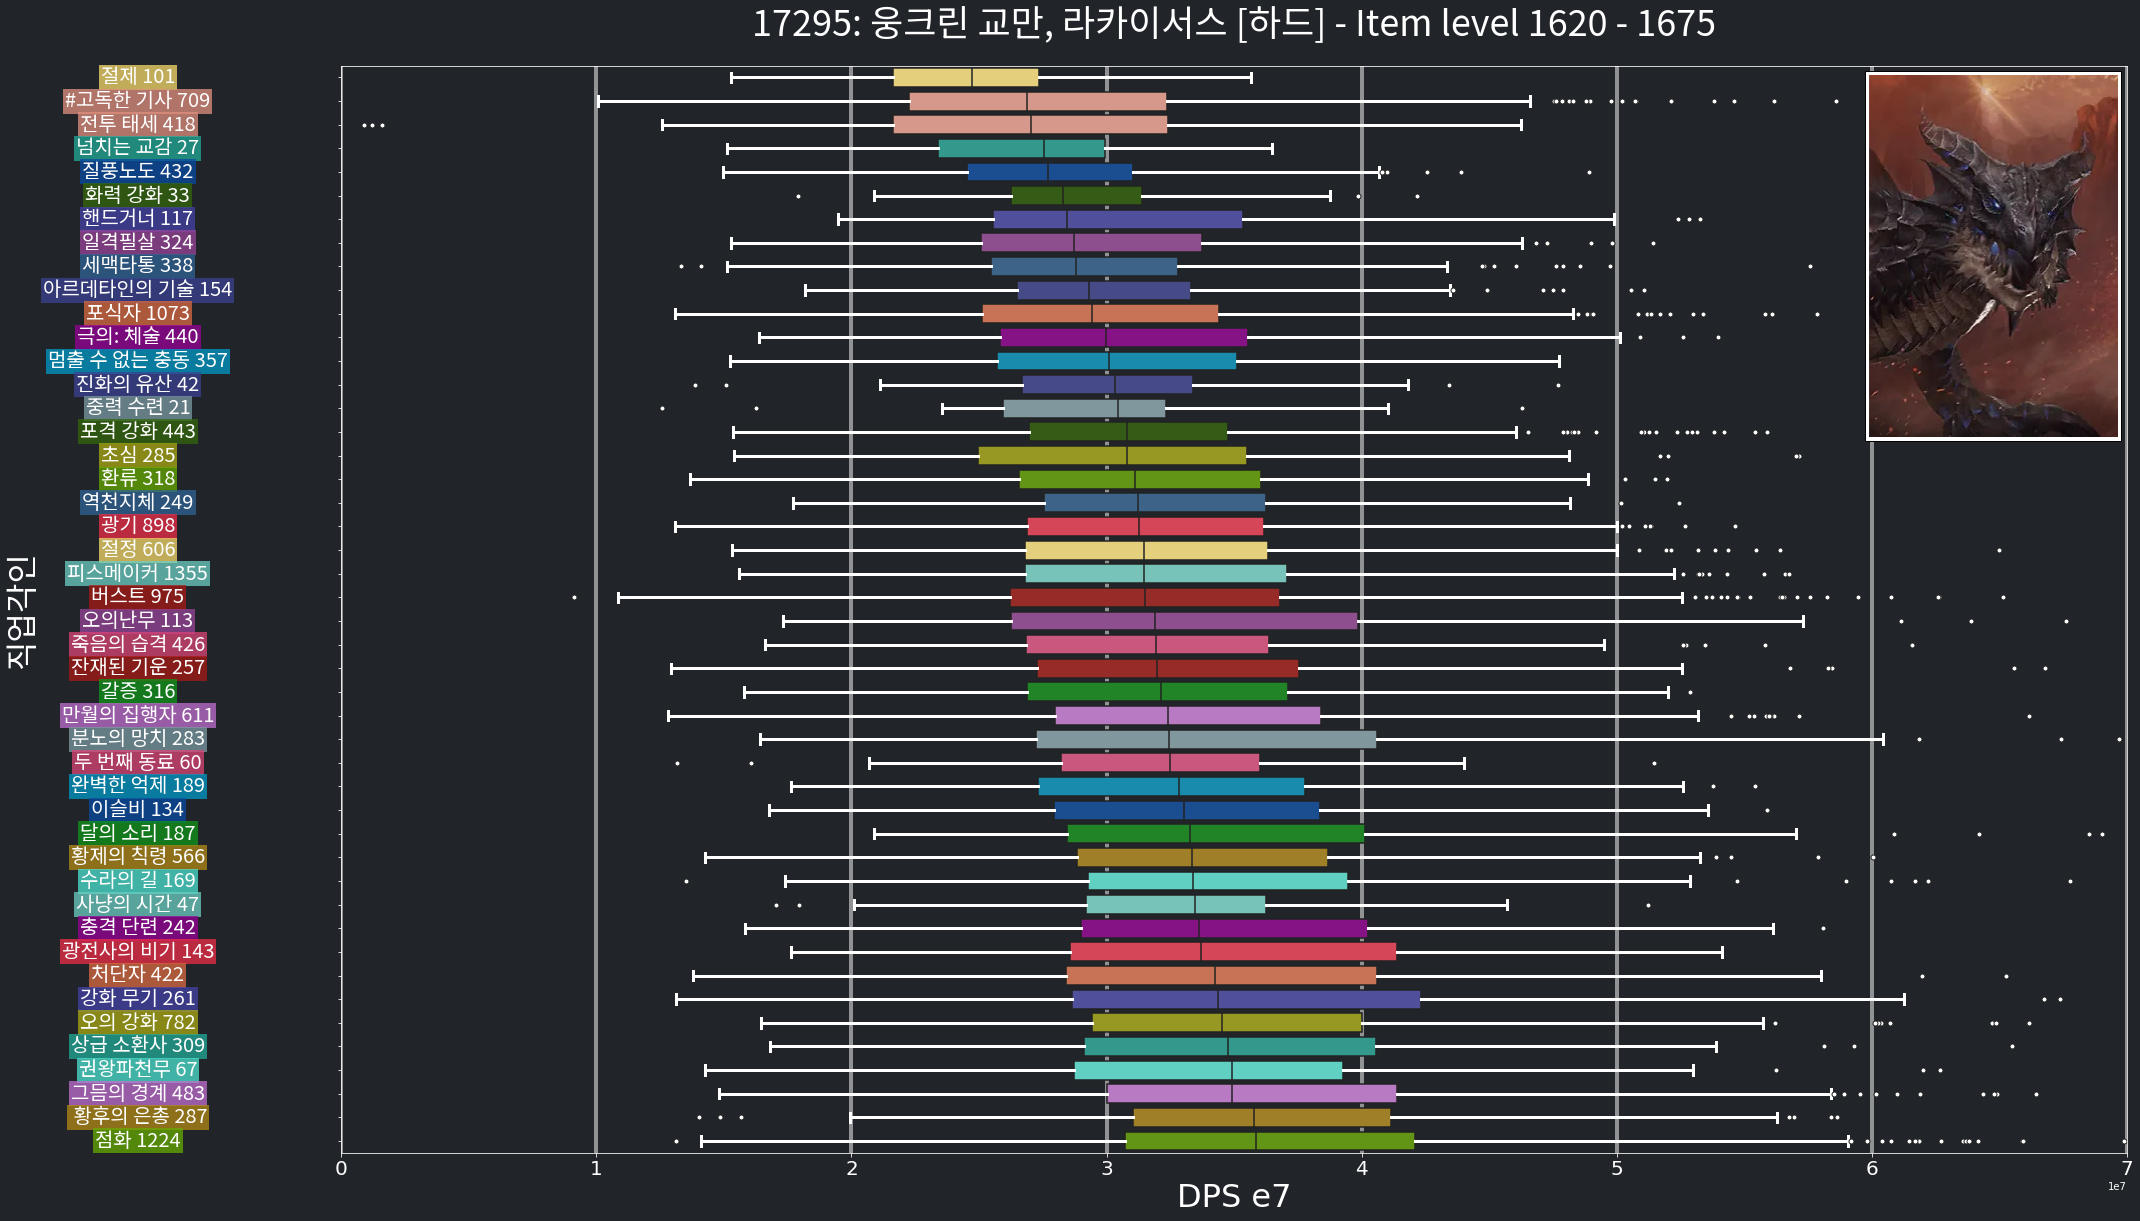 17295: 웅크린 교만, 라카이서스 [하드] - Item level 1620 - 1675
직업각인
절제 101
#고독한 기사 709
전투 태세 418
넘치는 교감 27
질풍노도 432
화력 강화 33
핸드거너 117
일격필살 324
세맥타통 338
아르데타인의 기술 154
포식자 1073
극의: 체술 440
멈출 수 없는 충동 357
진화의 유산 42
중력 수련 21
포격 강화 443
초심 285
환류 318
역천지체 249
광기 898
절정 606
피스메이커 1355
버스트 975
오의난무 113
죽음의 습격 426
잔재된 기운 257
갈증 316
만월의 집행자 611
분노의 망치 283
두 번째 동료 60
완벽한 억제 189
이슬비 134
달의 소리 187
황제의 칙령 566
수라의 길 169
사냥의 시간 47
충격 단련 242
광전사의 비기 143
처단자 422
강화 무기 261
오의 강화 782
상급 소환사 309
권왕파천무 67
그믐의 경계 483
황후의 은총 287
점화 1224
0 1 2 3 4 5 6 7
1e7
DPS e7